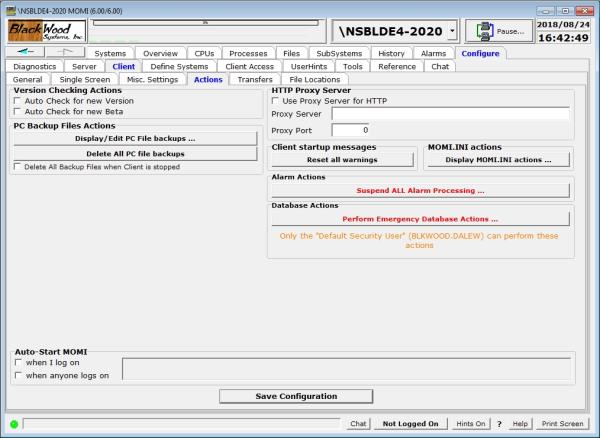 \NSBLDE4-2020 MOMI (6.00/6.00)
BlackWood
Systems, Inc.
0%
\NSBLDE4-2020
Pause...
2018/08/24
16:42:49
Systems Overview CPUs Processes Files SubSystems History Alarms Configure
Diagnostics Server Client Define Systems Client Access UserHints Tools Reference Chat
General Single Screen Misc. Settings Actions Transfers File Locations
Version Checking Actions
Auto Check for new Version
Auto Check for new Beta
PC Backup Files Actions
Display/Edit PC File backups ...
Delete All PC file backups
Delete All Backup Files when Client is stopped
HTTP Proxy Server
Use Proxy Server for HTTP
Proxy Server
Proxy Port 0
Client startup messages
Reset all warnings
MOMI.INI actions
Display MOMI.INI actions ...
Alarm Actions
Suspend ALL Alarm Processing ...
Database Actions
Perform Emergency Database Actions ...
Only the "Default Security User" (BLKWOOD.DALEW) can perform these
actions
Auto-Start MOMI
when I log on
when anyone logs on
Save Configuration
Chat Not Logged On Hints On ? Help Print Screen